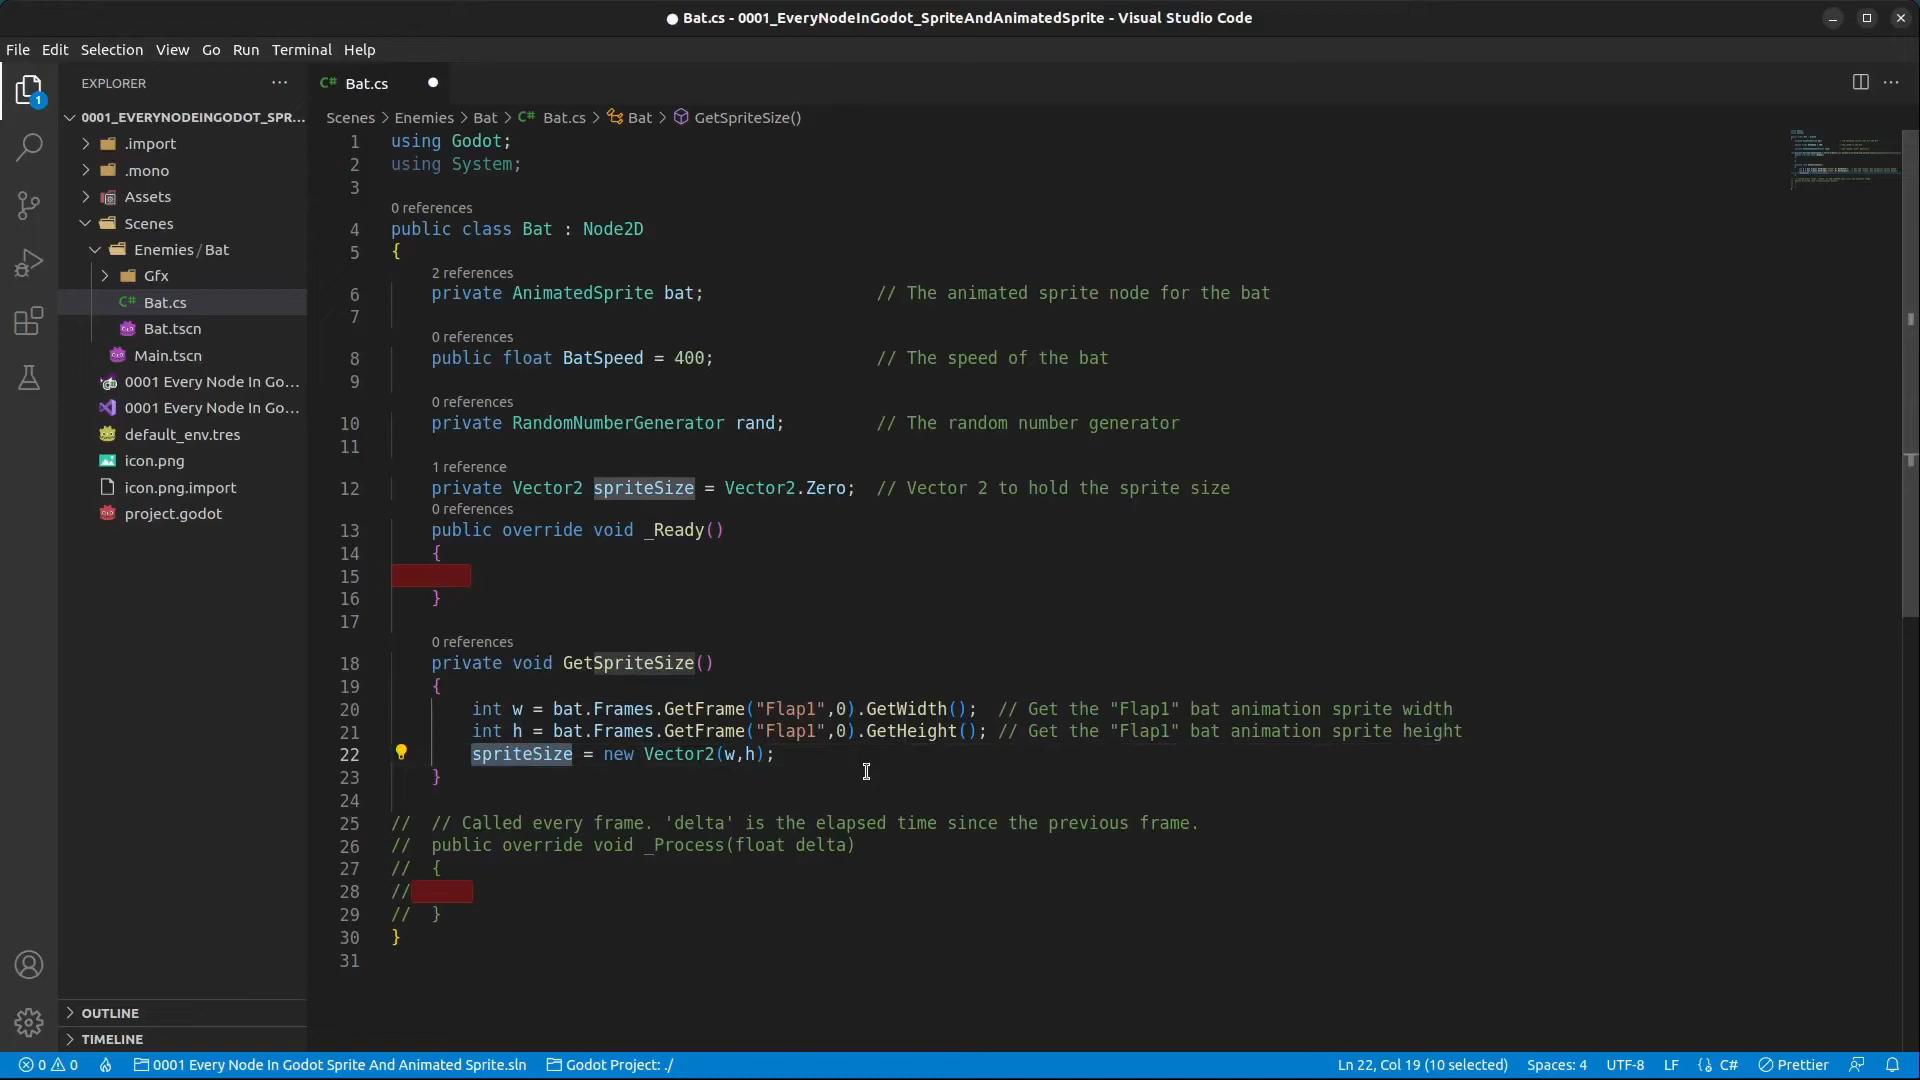 Bat.cs - 0001_EveryNodeInGodot_SpriteAndAnimatedSprite - Visual Studio Code
File Edit Selection View Go Run Terminal Help
EXPLORER
Bat.cs
0001_EVERYNODEINGODOT_SPR...
.import
.mono
Assets
Scenes
Enemies / Bat
Gfx
Bat.cs
Bat.tscn
Main.tscn
0001 Every Node In Go...
0001 Every Node In Go...
default_env.tres
icon.png
icon.png.import
project.godot
OUTLINE
TIMELINE
Scenes > Enemies > Bat > Bat.cs > Bat > GetSpriteSize()
1 using Godot;
2 using System;
3
0 references
4 public class Bat : Node2D
5 {
2 references
6 private AnimatedSprite bat; // The animated sprite node for the bat
7
0 references
8 public float BatSpeed = 400; // The speed of the bat
9
0 references
10 private RandomNumberGenerator rand; // The random number generator
11
1 reference
12 private Vector2 spriteSize = Vector2.Zero; // Vector 2 to hold the sprite size
0 references
13 public override void _Ready()
14 {
15
16 }
17
0 references
18 private void GetSpriteSize()
19 {
20 int w = bat.Frames.GetFrame("Flap1",0).GetWidth(); // Get the "Flap1" bat animation sprite width
21 int h = bat.Frames.GetFrame("Flap1",0).GetHeight(); // Get the "Flap1" bat animation sprite height
22 spriteSize = new Vector2(w,h);
23 }
24
25 // // Called every frame. 'delta' is the elapsed time since the previous frame.
26 // public override void _Process(float delta)
27 // {
28 //
29 // }
30 }
31
0 0 0001 Every Node In Godot Sprite And Animated Sprite.sln Godot Project: ./ Ln 22, Col 19 (10 selected) Spaces: 4 UTF-8 LF C# Prettier